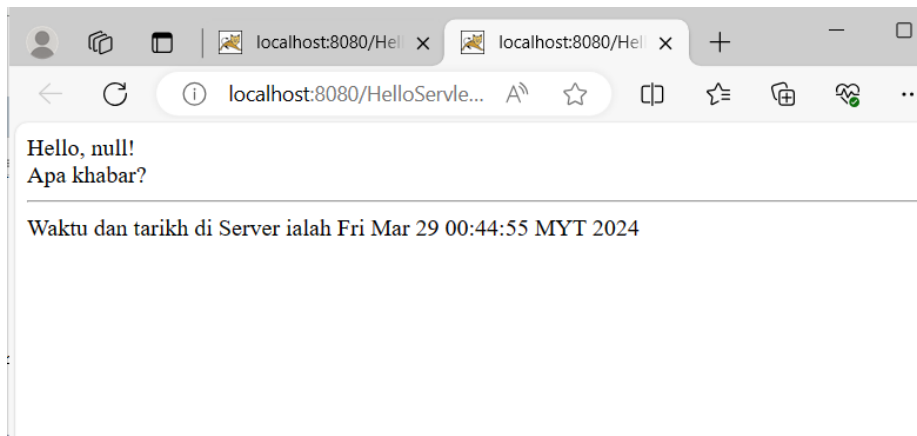 localhost:8080/Hel
localhost:8080/Hel
localhost:8080/HelloServle...
Hello, null!
Apa khabar?
Waktu dan tarikh di Server ialah Fri Mar 29 00:44:55 MYT 2024